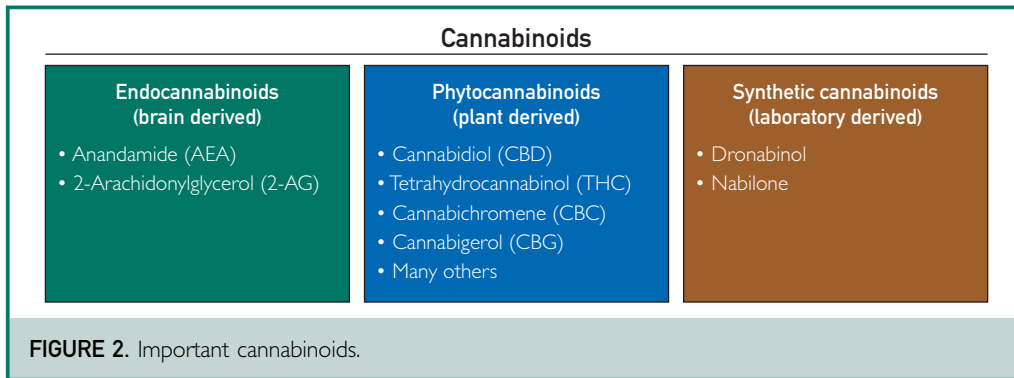 Cannabinoids
Endocannabinoids
(brain derived)
• Anandamide (AEA)
• 2-Arachidonylglycerol (2-AG)
Phytocannabinoids
(plant derived)
• Cannabidiol (CBD)
• Tetrahydrocannabinol (THC)
• Cannabichromene (CBC)
• Cannabigerol (CBG)
• Many others
Synthetic cannabinoids
(laboratory derived)
• Dronabinol
• Nabilone
FIGURE 2. Important cannabinoids.